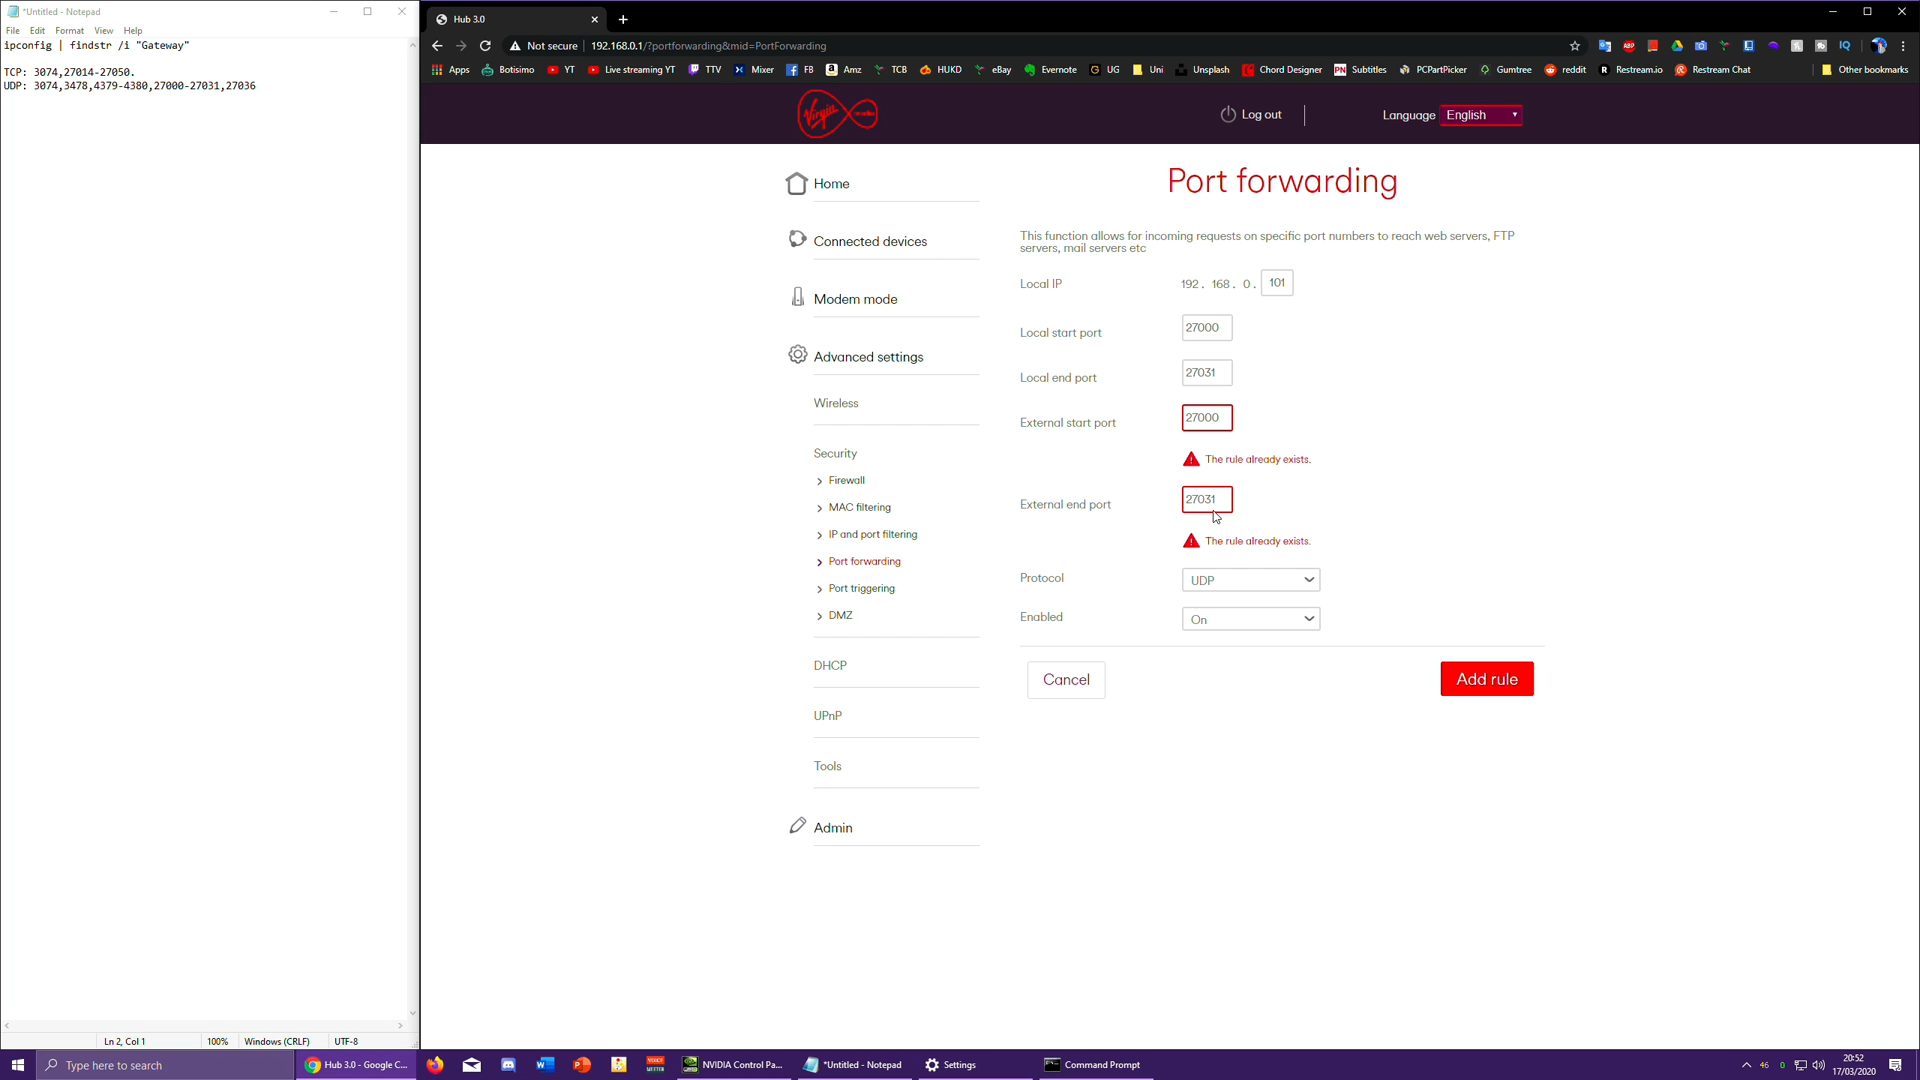 *Untitled - Notepad
File Edit Format View Help
ipconfig | findstr /i "Gateway"
TCP: 3074,27014-27050.
UDP: 3074,3478,4379-4380,27000-27031,27036
Ln 2, Col 1 100% Windows (CRLF) UTF-8
Hub 3.0
Not secure 192.168.0.1/?portforwarding&mid=PortForwarding
Apps Botisimo YT Live streaming YT TTV Mixer FB Amz TCB HUKD eBay Evernote UG Uni Unsplash Chord Designer Subtitles PCPartPicker Gumtree reddit Restream.io Restream Chat Other bookmarks
Virgin
Log out
Language English
Home
Connected devices
Modem mode
Advanced settings
Wireless
Security
Firewall
MAC filtering
IP and port filtering
Port forwarding
Port triggering
DMZ
DHCP
UPnP
Tools
Admin
Port forwarding
This function allows for incoming requests on specific port numbers to reach web servers, FTP
servers, mail servers etc
Local IP 192. 168. 0. 101
Local start port 27000
Local end port 27031
External start port 27000
The rule already exists.
External end port 27031
The rule already exists.
Protocol UDP
Enabled On
Cancel Add rule
Type here to search
Hub 3.0 - Google C...
NVIDIA Control Pa...
*Untitled - Notepad
Settings
Command Prompt
46 0
20:52
17/03/2020